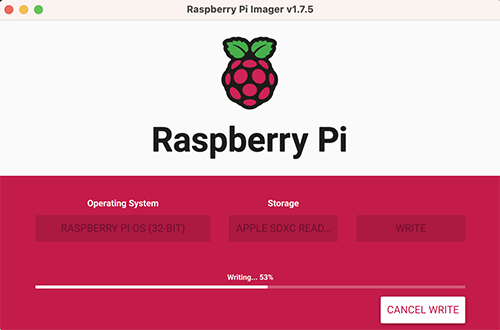 Raspberry Pi Imager v1.7.5
Raspberry Pi
Operating System
Storage
RASPBERRY PI OS (32-BIT)
APPLE SDXC READ...
WRITE
Writing... 53%
CANCEL WRITE